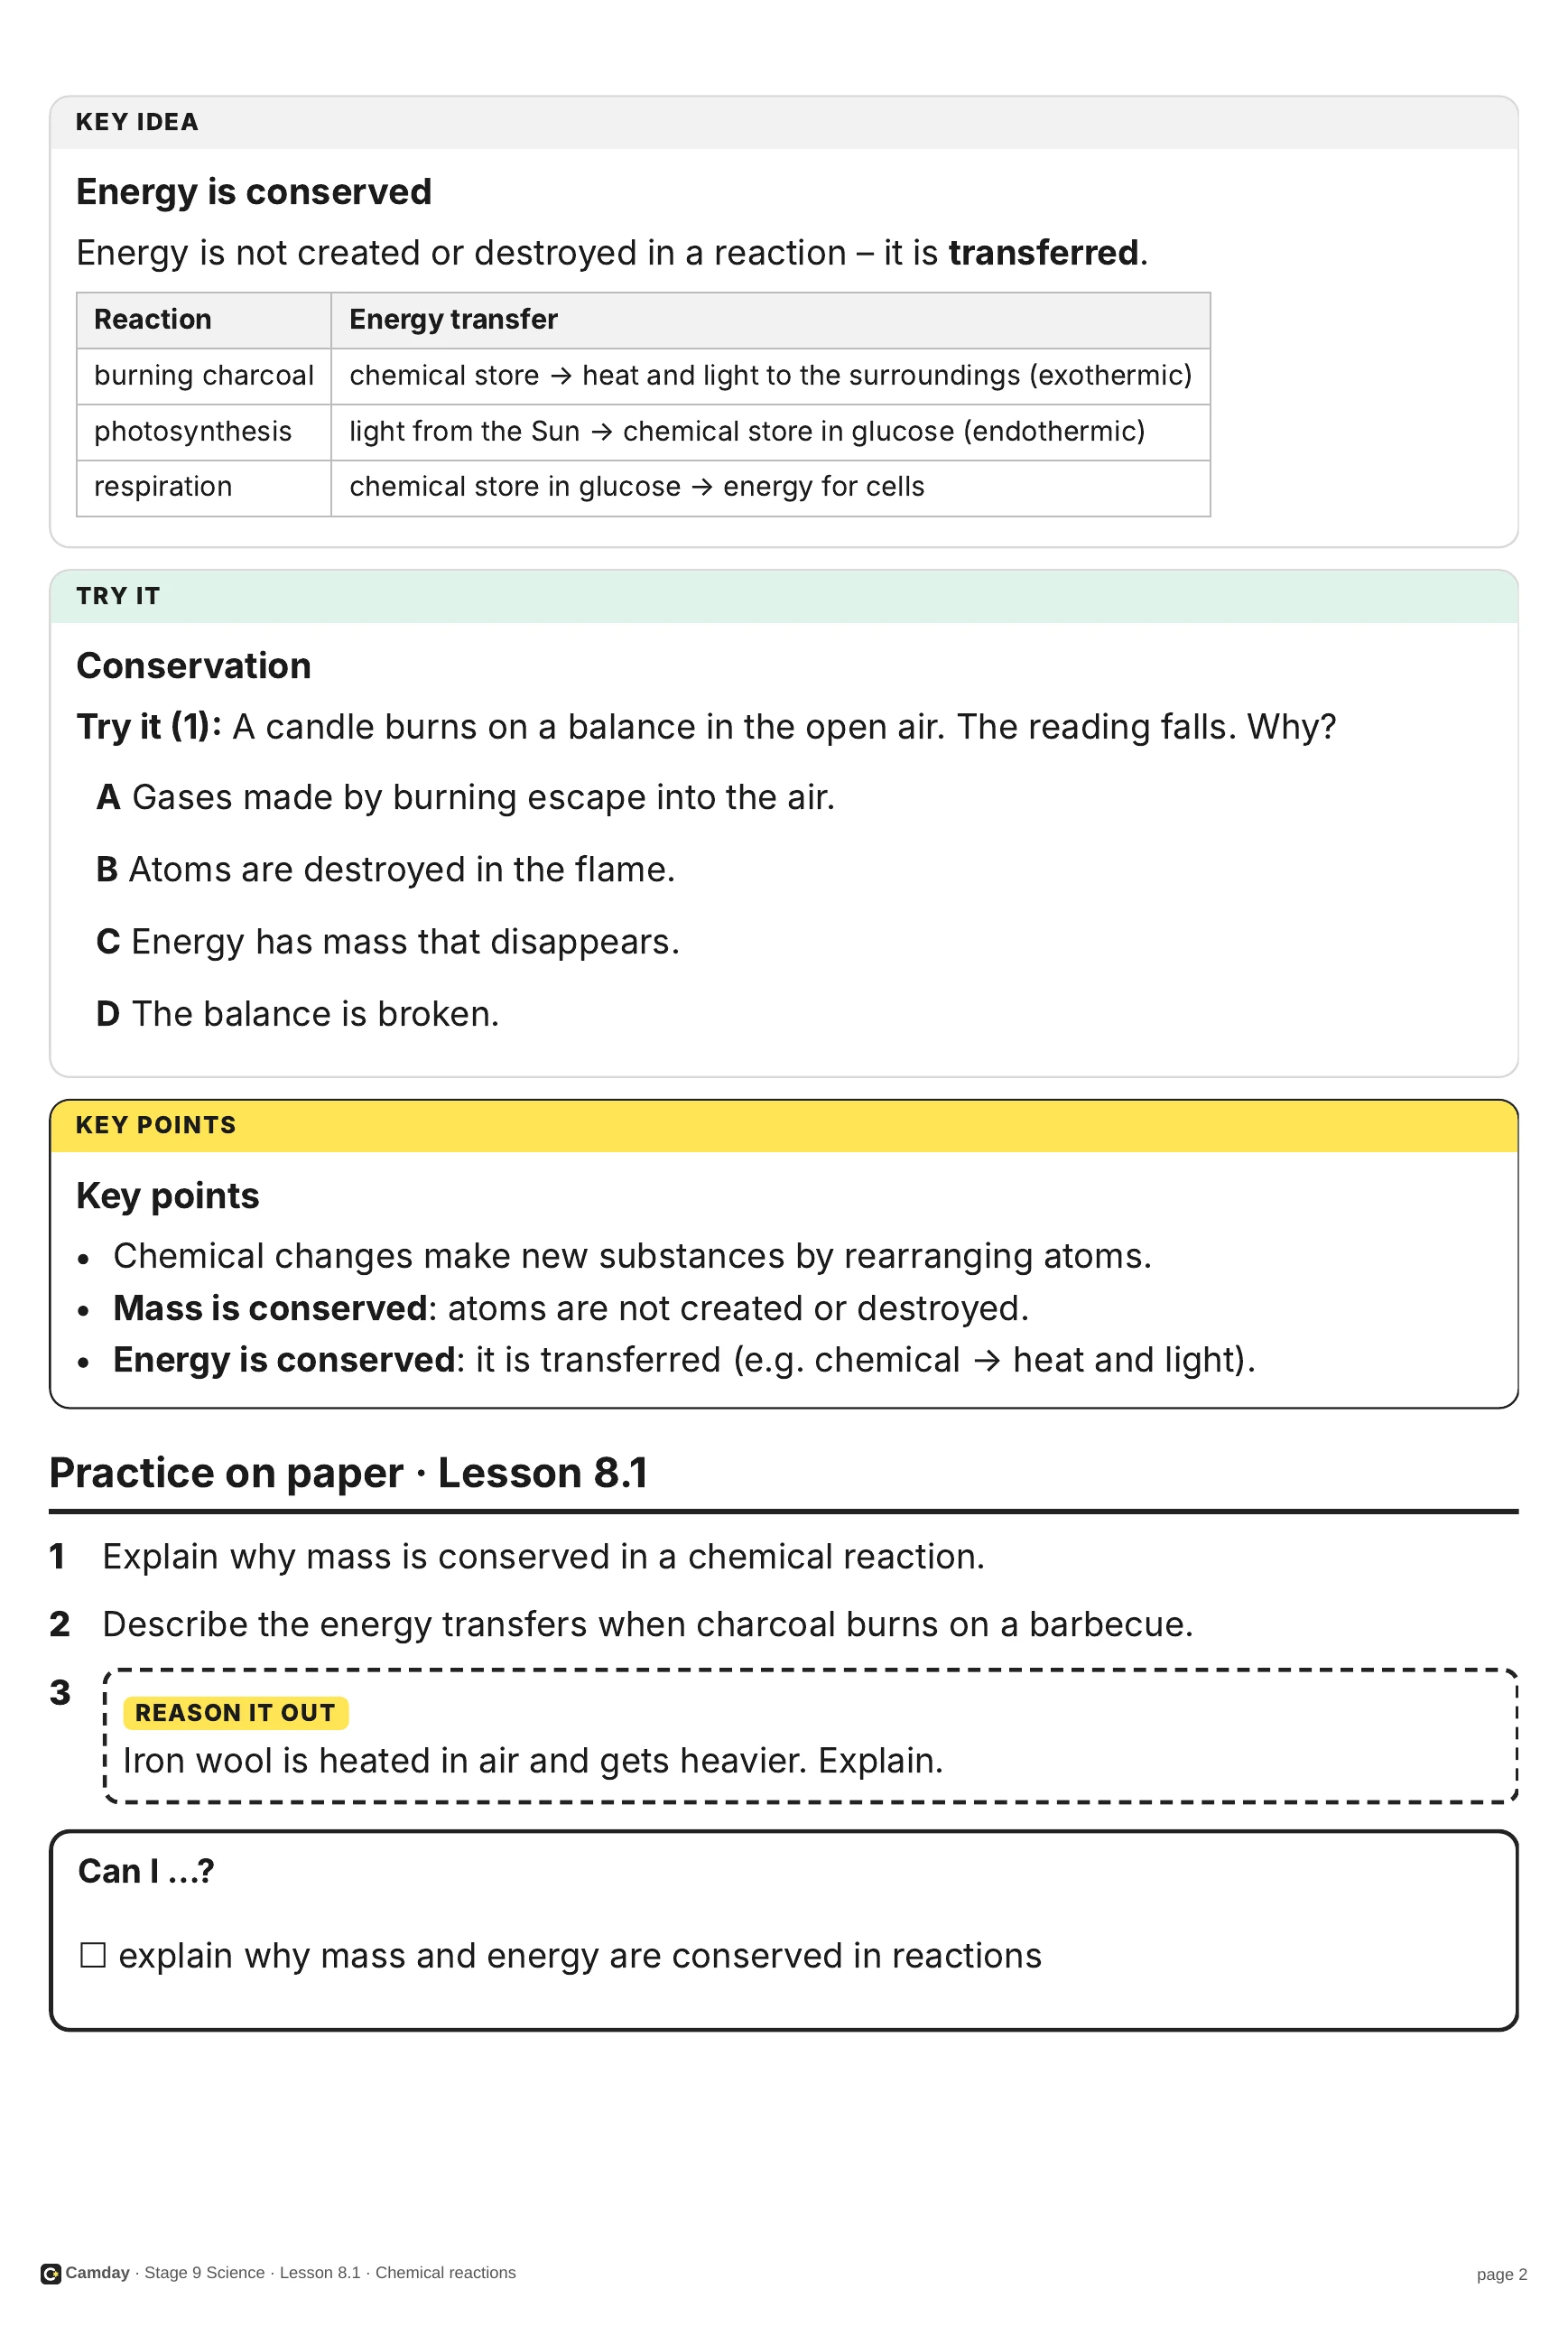 KEY IDEA
Energy is conserved
Energy is not created or destroyed in a reaction – it is transferred.
Reaction Energy transfer
burning charcoal chemical store → heat and light to the surroundings (exothermic)
photosynthesis light from the Sun → chemical store in glucose (endothermic)
respiration chemical store in glucose → energy for cells
TRY IT
Conservation
Try it (1): A candle burns on a balance in the open air. The reading falls. Why?
A Gases made by burning escape into the air.
B Atoms are destroyed in the flame.
C Energy has mass that disappears.
D The balance is broken.
KEY POINTS
Key points
• Chemical changes make new substances by rearranging atoms.
• Mass is conserved: atoms are not created or destroyed.
• Energy is conserved: it is transferred (e.g. chemical → heat and light).
Practice on paper · Lesson 8.1
1 Explain why mass is conserved in a chemical reaction.
2 Describe the energy transfers when charcoal burns on a barbecue.
3 REASON IT OUT
Iron wool is heated in air and gets heavier. Explain.
Can I ...?
☐ explain why mass and energy are conserved in reactions
Camday · Stage 9 Science · Lesson 8.1 · Chemical reactions page 2